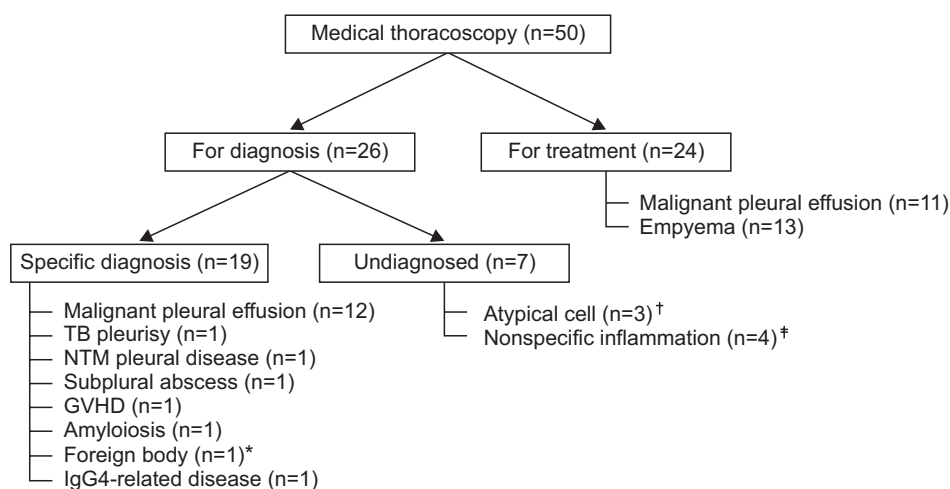 Medical thoracoscopy (n=50)
For diagnosis (n=26)
For treatment (n=24)
Malignant pleural effusion (n=11)
Empyema (n=13)
Specific diagnosis (n=19)
Undiagnosed (n=7)
Malignant pleural effusion (n=12)
TB pleurisy (n=1)
NTM pleural disease (n=1)
Subplural abscess (n=1)
GVHD (n=1)
Amyloiosis (n=1)
Foreign body (n=1)*
IgG4-related disease (n=1)
Atypical cell (n=3)†
Nonspecific inflammation (n=4)‡